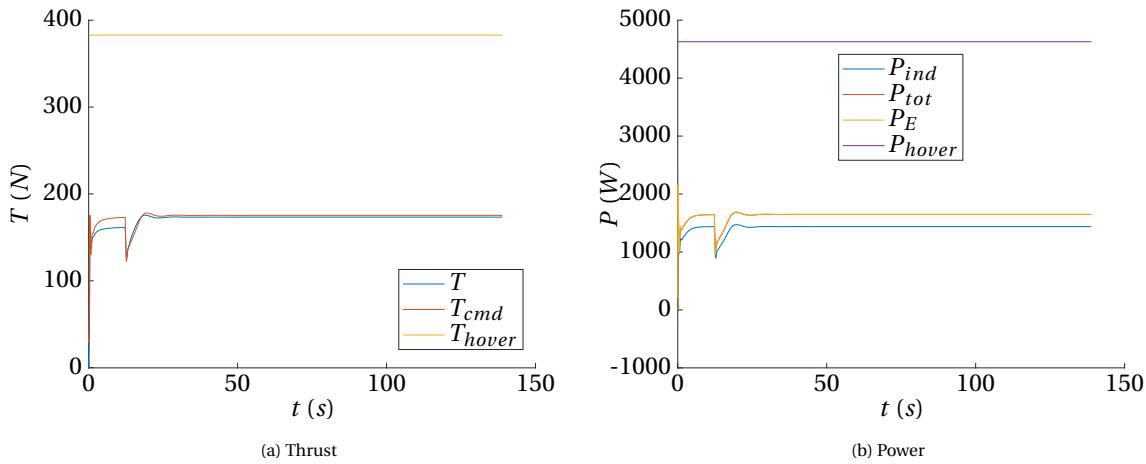 400
300
200
100
0
T (N)
0
50
100
150
t (s)
T
T_cmd
T_hover
(a) Thrust
5000
4000
3000
2000
1000
0
-1000
P (W)
0
50
100
150
t (s)
P_ind
P_tot
P_E
P_hover
(b) Power